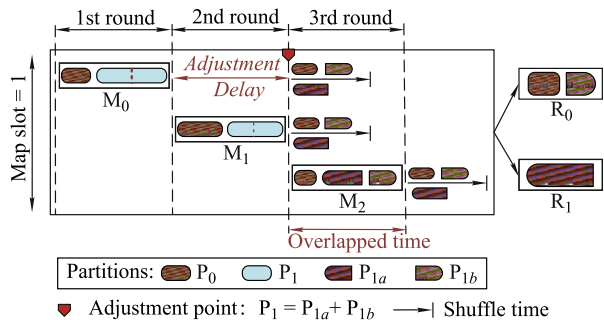 1st round 2nd round 3rd round
Adjustment
Delay
Map slot = 1
M0
M1
M2
R0
R1
Overlapped time
Partitions: P0 P1 P1a P1b
Adjustment point: P1 = P1a + P1b Shuffle time